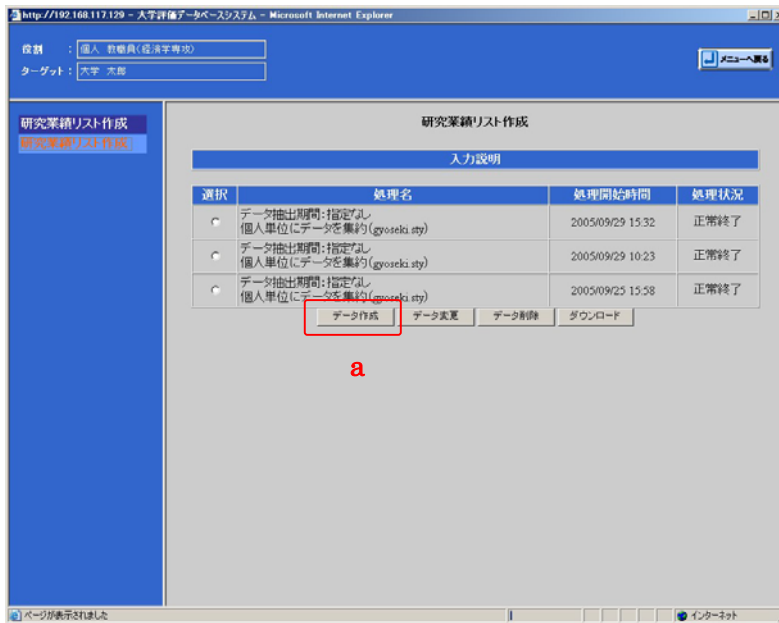 http://192.168.117.129 - 大学評価データベースシステム - Microsoft Internet Explorer
役割 : 個人 教職員(経済学専攻)
ターゲット : 大学 太郎
メニューへ戻る
研究業績リスト作成
研究業績リスト作成
研究業績リスト作成
入力説明
選択 処理名 処理開始時間 処理状況
データ抽出期間:指定なし
個人単位にデータを集約(gyoseki.sty) 2005/09/29 15:32 正常終了
データ抽出期間:指定なし
個人単位にデータを集約(gyoseki.sty) 2005/09/29 10:23 正常終了
データ抽出期間:指定なし
個人単位にデータを集約(gyoseki.sty) 2005/09/25 15:58 正常終了
データ作成 データ変更 データ削除 ダウンロード
a
ページが表示されました インターネット